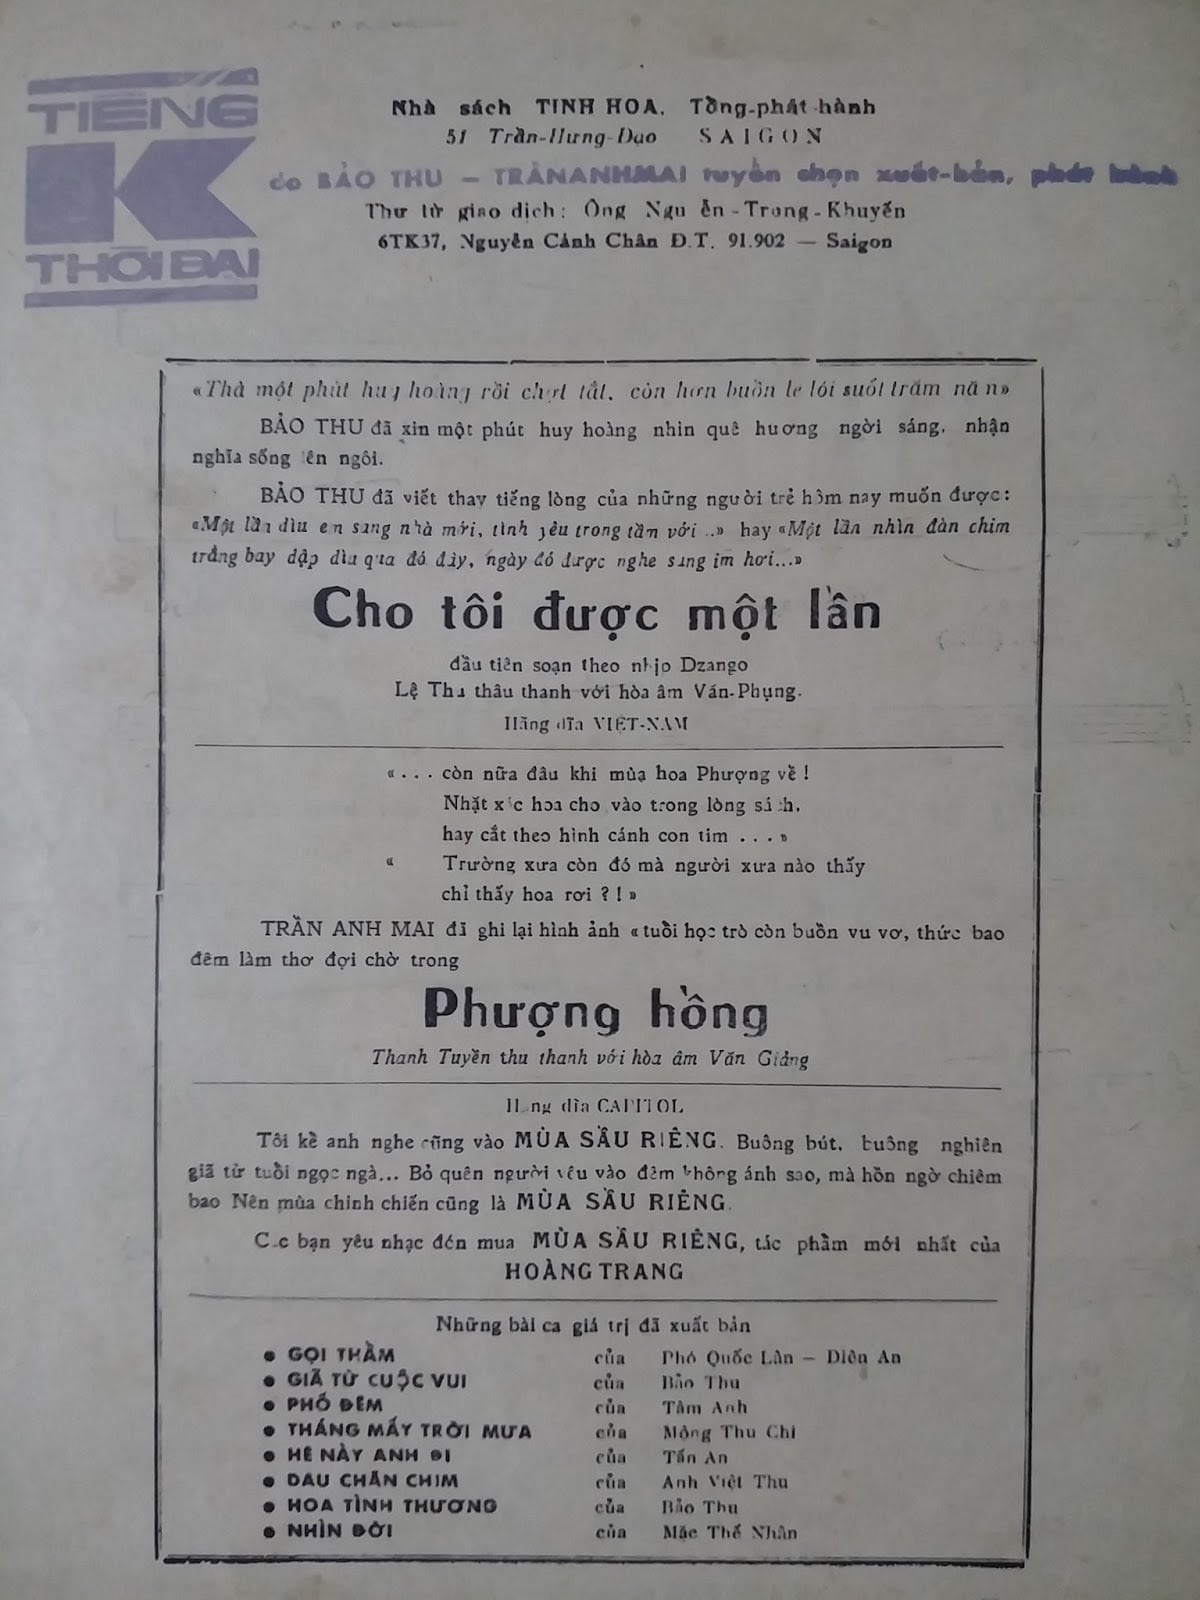 TIẾNG
K
THỜI ĐẠI
Nhà sách TINH HOA. Tổng-phát-hành
51 Trần-Hưng-Đạo SAIGON
do BẢO THU – TRẦN ANH MAI tuyển chọn xuất-bản, phát hành
Thư từ giao dịch: Ông Ngu ễn-Trọng-Khuyến
6TK37, Nguyễn Cảnh Chân Đ.T. 91.902 — Saigon
«Thà một phút huy hoàng rồi chợt tắt, còn hơn buồn le lói suốt trăm năn»
BẢO THU đã xin một phút huy hoàng nhìn quê hương ngời sáng, nhận
nghĩa sống lên ngôi.
BẢO THU đã viết thay tiếng lòng của những người trẻ hôm nay muốn được:
«Một lần dìu em sang nhà mới, tình yêu trong tầm với ...» hay «Một lần nhìn đàn chim
trắng bay dập dìu qua đó đây, ngày đó được nghe súng im hơi...»
Cho tôi được một lần
đầu tiên soạn theo nhịp Dzango
Lệ Thu thâu thanh với hòa âm Văn-Phụng.
Hãng dĩa VIỆT-NAM
«... còn nữa đâu khi mùa hoa Phượng về !
Nhặt xác hoa cho vào trong lòng sách.
hay cắt theo hình cánh con tim ... »
« Trường xưa còn đó mà người xưa nào thấy
chỉ thấy hoa rơi ? ! »
TRẦN ANH MAI đã ghi lại hình ảnh « tuổi học trò còn buồn vu vơ, thức bao
đêm làm thơ đợi chờ trong
Phượng hồng
Thanh Tuyền thu thanh với hòa âm Văn Giảng
Hãng dĩa CAPITOL
Tôi kể anh nghe cũng vào MÙA SẦU RIÊNG. Buông bút, buông nghiên
giã từ tuổi ngọc ngà... Bỏ quên người yêu vào đêm không ánh sao, mà hồn ngờ chiêm
bao Nên mùa chinh chiến cũng là MÙA SẦU RIÊNG.
Các bạn yêu nhạc đón mua MÙA SẦU RIÊNG, tác phẩm mới nhất của
HOÀNG TRANG
Những bài ca giá trị đã xuất bản
● GỌI THẦM của Phó Quốc Lân – Diên An
● GIÃ TỪ CUỘC VUI của Bảo Thu
● PHỐ ĐÊM của Tâm Anh
● THÁNG MẤY TRỜI MƯA của Mộng Thu Chi
● HÈ NÀY ANH ĐI của Tấn An
● DẤU CHÂN CHIM của Anh Việt Thu
● HOA TÌNH THƯƠNG của Bảo Thu
● NHÌN ĐỜI của Mặc Thế Nhân